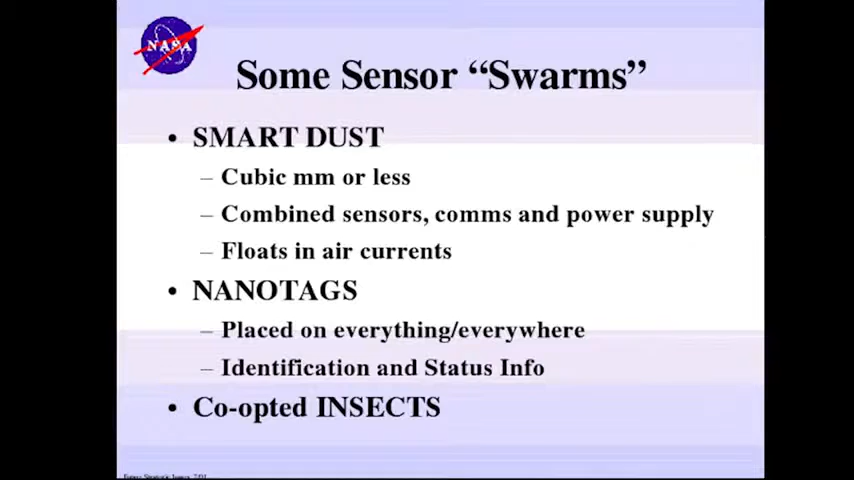 NASA
Some Sensor “Swarms”
• SMART DUST
– Cubic mm or less
– Combined sensors, comms and power supply
– Floats in air currents
• NANOTAGS
– Placed on everything/everywhere
– Identification and Status Info
• Co-opted INSECTS